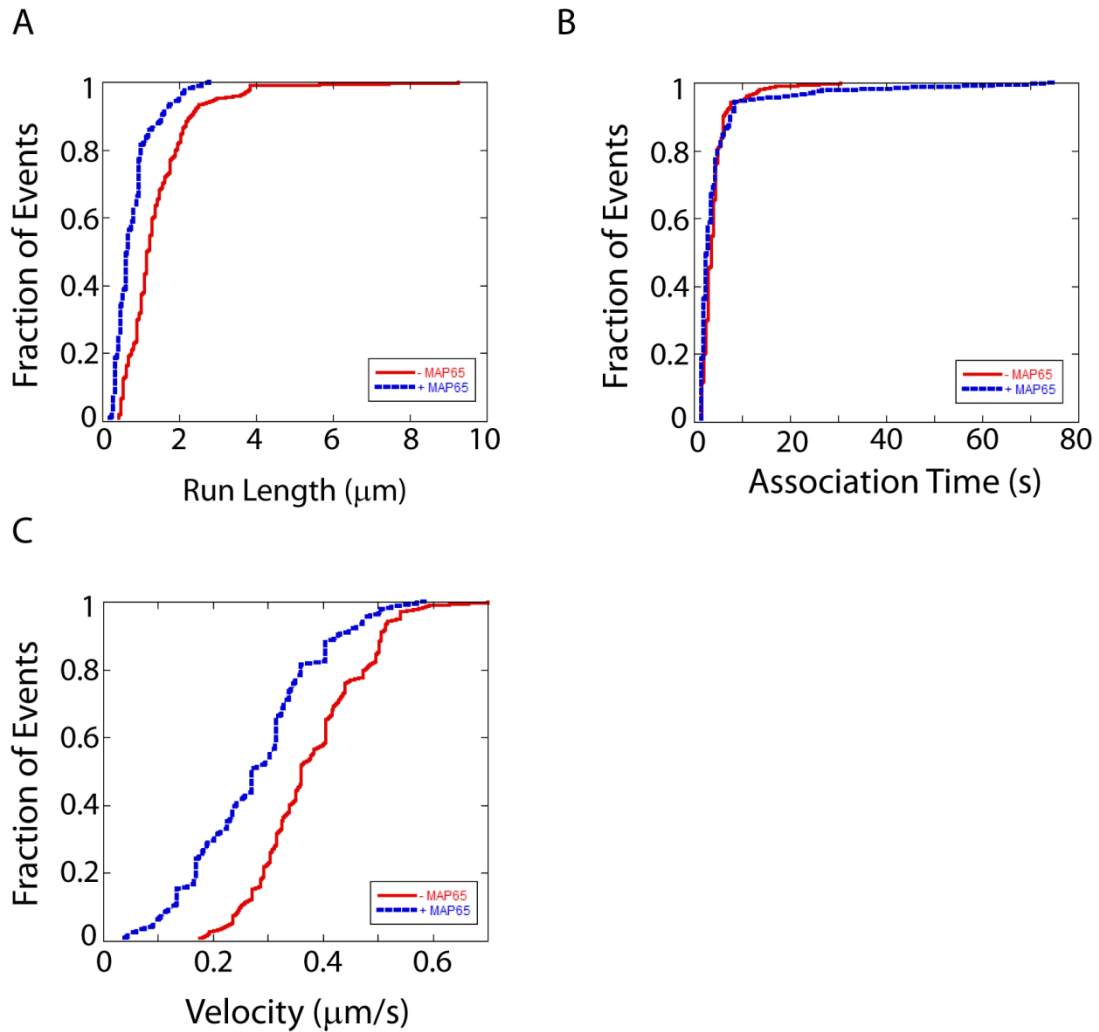 A
Fraction of Events
1
0.8
0.6
0.4
0.2
0
0 2 4 6 8 10
Run Length (μm)
- MAP65
+ MAP65
B
Fraction of Events
1
0.8
0.6
0.4
0.2
0
0 20 40 60 80
Association Time (s)
- MAP65
+ MAP65
C
Fraction of Events
1
0.8
0.6
0.4
0.2
0
0 0.2 0.4 0.6
Velocity (μm/s)
- MAP65
+ MAP65